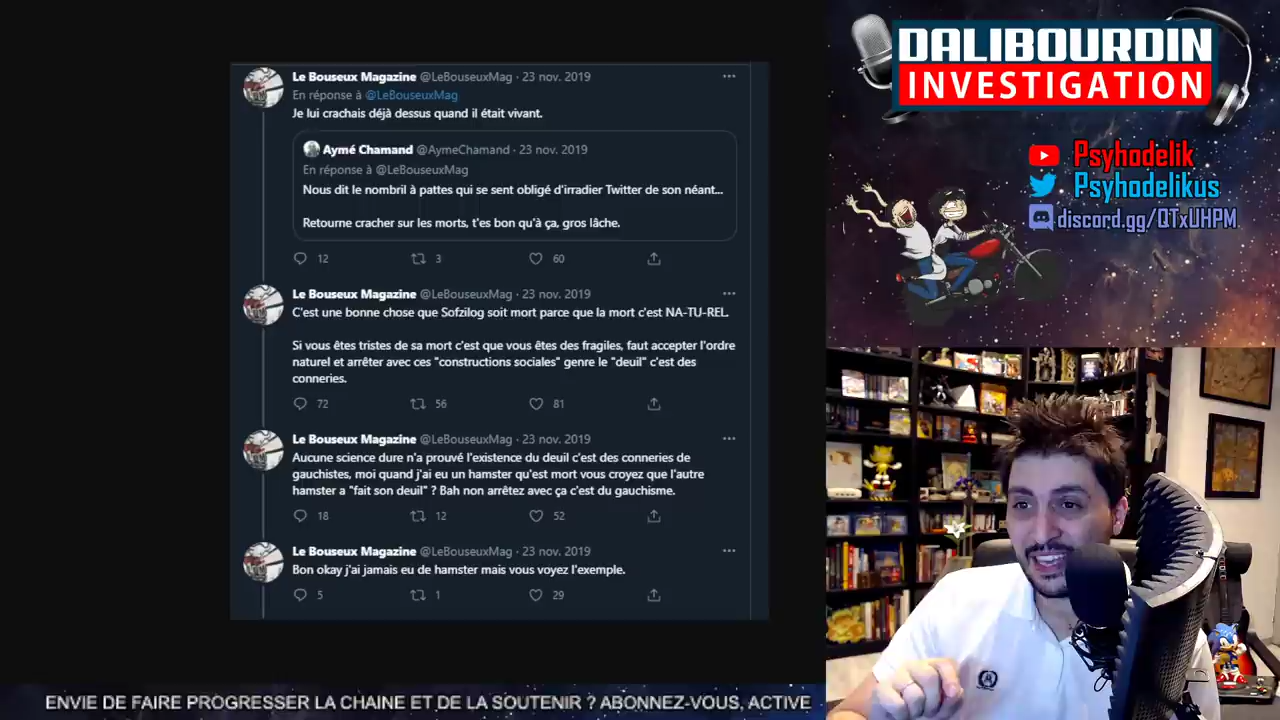 Le Bouseux Magazine @LeBouseuxMag · 23 nov. 2019
En réponse à @LeBouseuxMag
Je lui crachais déjà dessus quand il était vivant.
Aymé Chamand @AymeChamand · 23 nov. 2019
En réponse à @LeBouseuxMag
Nous dit le nombril à pattes qui se sent obligé d'irradier Twitter de son néant...
Retourne cracher sur les morts, t'es bon qu'à ça, gros lâche.
12 3 60
Le Bouseux Magazine @LeBouseuxMag · 23 nov. 2019
C'est une bonne chose que Sofzilog soit mort parce que la mort c'est NA-TU-REL.
Si vous êtes tristes de sa mort c'est que vous êtes des fragiles, faut accepter l'ordre
naturel et arrêter avec ces "constructions sociales" genre le "deuil" c'est des
conneries.
72 56 81
Le Bouseux Magazine @LeBouseuxMag · 23 nov. 2019
Aucune science dure n'a prouvé l'existence du deuil c'est des conneries de
gauchistes, moi quand j'ai eu un hamster qu'est mort vous croyez que l'autre
hamster a "fait son deuil" ? Bah non arrêtez avec ça c'est du gauchisme.
18 12 52
Le Bouseux Magazine @LeBouseuxMag · 23 nov. 2019
Bon okay j'ai jamais eu de hamster mais vous voyez l'exemple.
5 1 29
DALIBOURDIN
INVESTIGATION
Psyhodelik
Psyhodelikus
discord.gg/QTxUHPM
ENVIE DE FAIRE PROGRESSER LA CHAINE ET DE LA SOUTENIR ? ABONNEZ-VOUS, ACTIVE